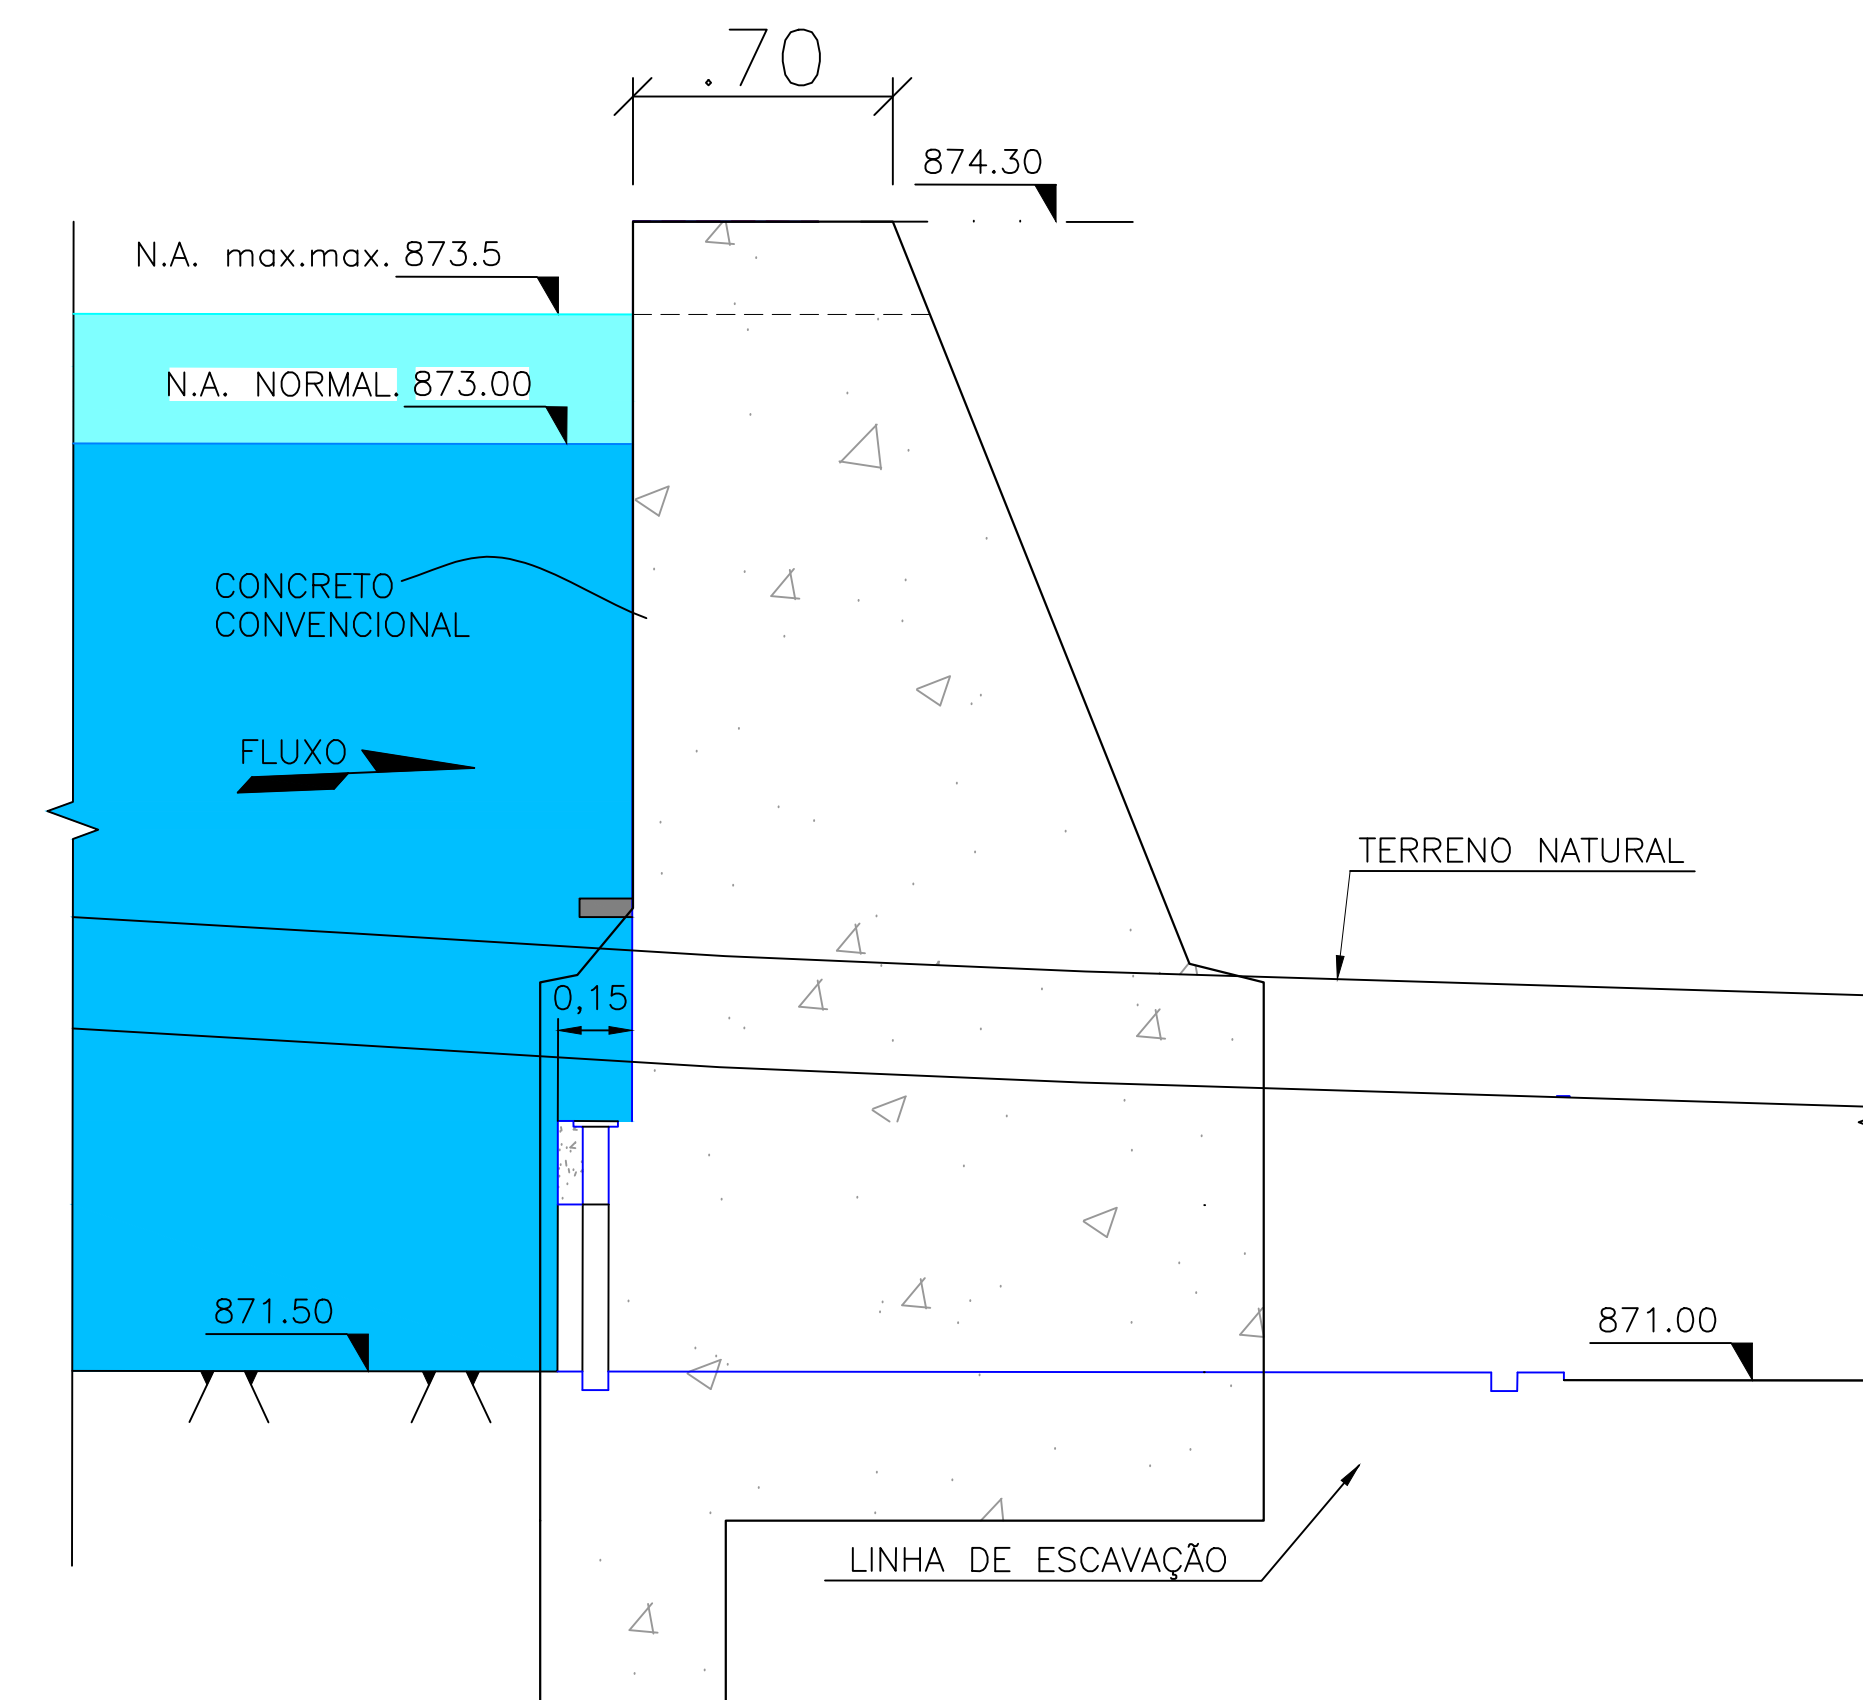 .70
874.30
N.A. max.max. 873.5
N.A. NORMAL. 873.00
CONCRETO
CONVENCIONAL
FLUXO
TERRENO NATURAL
0,15
871.50
871.00
LINHA DE ESCAVAÇÃO